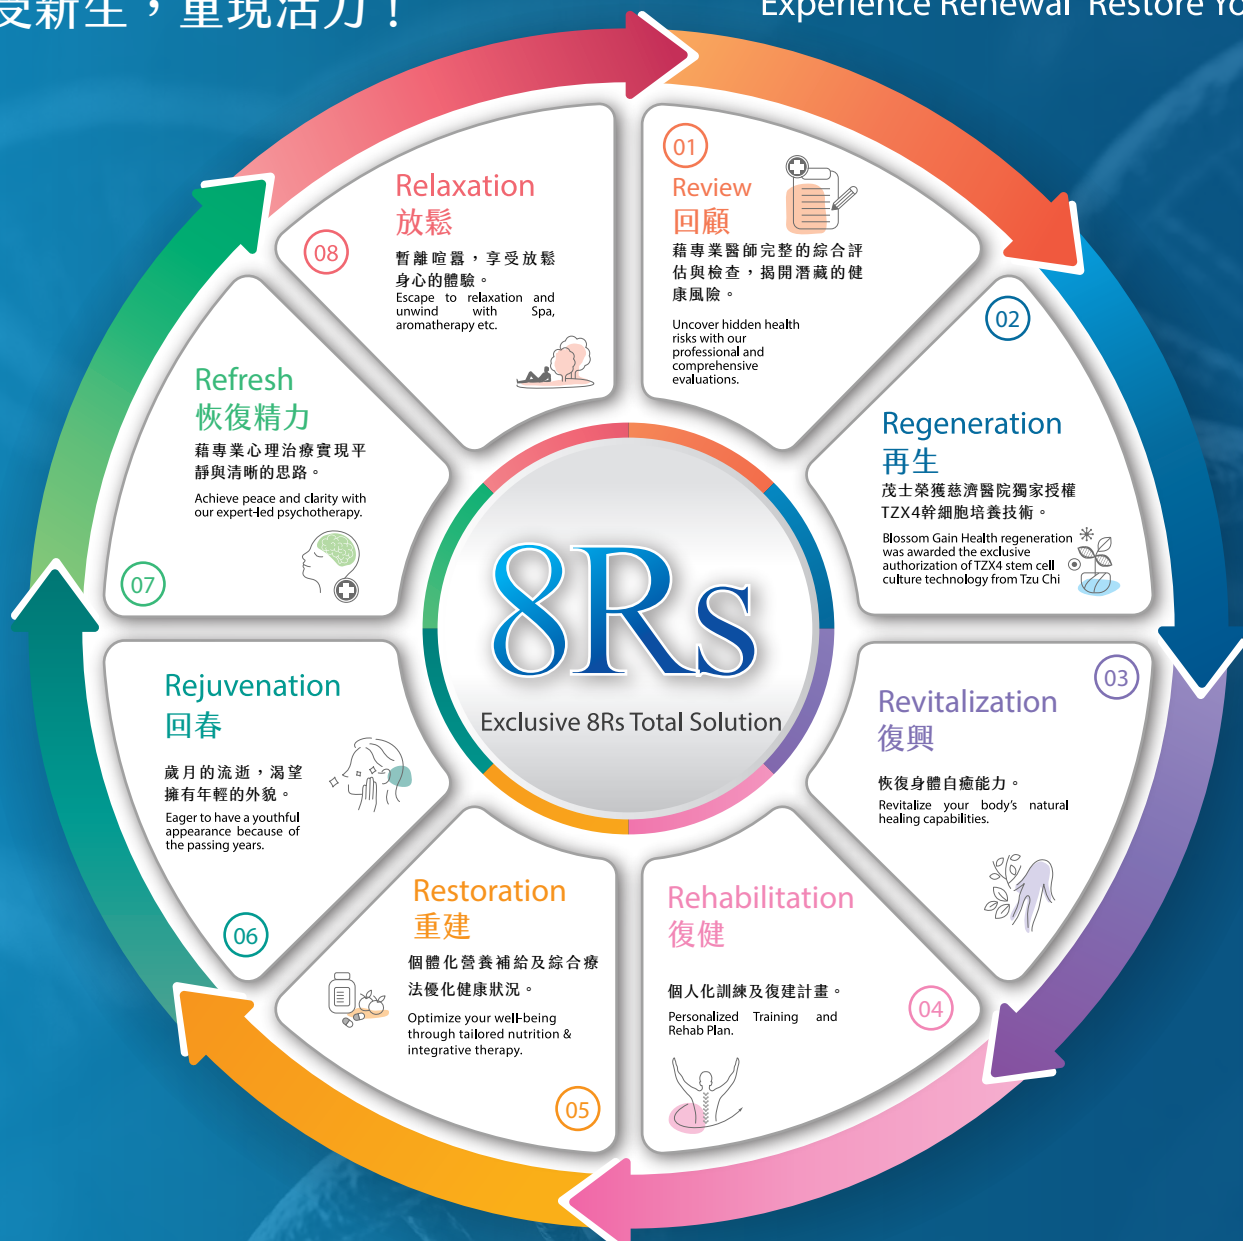 受新生，重現活力！
Experience Renewal Restore Yo
01
Review
回顧
藉專業醫師完整的綜合評
估與檢查，揭開潛藏的健
康風險。
Uncover hidden health
risks with our
professional and
comprehensive
evaluations.
02
Regeneration
再生
茂士榮獲慈濟醫院獨家授權
TZX4幹細胞培養技術。
Blossom Gain Health regeneration
was awarded the exclusive
authorization of TZX4 stem cell
culture technology from Tzu Chi
03
Revitalization
復興
恢復身體自癒能力。
Revitalize your body's natural
healing capabilities.
Rehabilitation
復健
個人化訓練及復建計畫。
Personalized Training and
Rehab Plan.
04
Restoration
重建
個體化營養補給及綜合療
法優化健康狀況。
Optimize your well-being
through tailored nutrition &
integrative therapy.
05
Rejuvenation
回春
歲月的流逝，渴望
擁有年輕的外貌。
Eager to have a youthful
appearance because of
the passing years.
06
Refresh
恢復精力
藉專業心理治療實現平
靜與清晰的思路。
Achieve peace and clarity with
our expert-led psychotherapy.
07
Relaxation
放鬆
08
暫離喧囂，享受放鬆
身心的體驗。
Escape to relaxation and
unwind with Spa,
aromatherapy etc.
8Rs
Exclusive 8Rs Total Solution